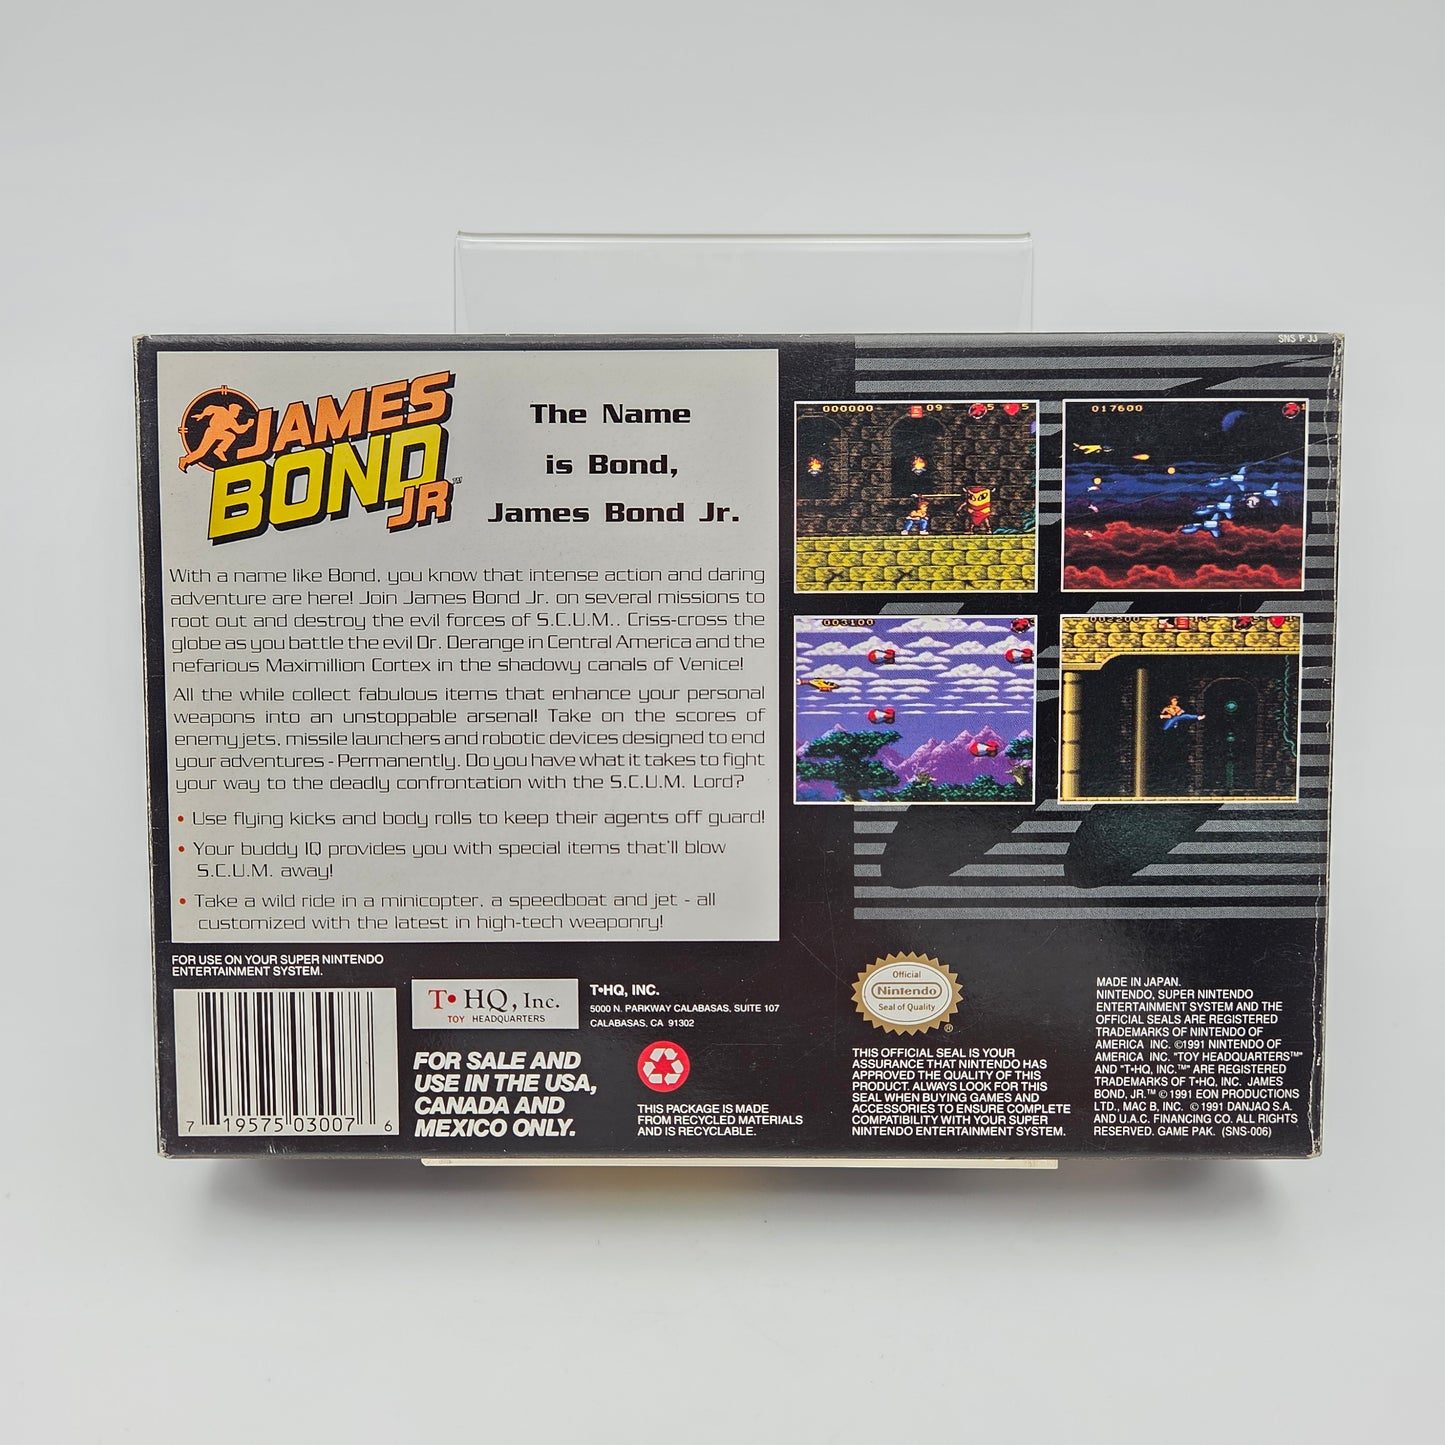 SNS P JJ
JAMES
BOND
JR
TM
The Name
is Bond,
James Bond Jr.
With a name like Bond, you know that intense action and daring
adventure are here! Join James Bond Jr. on several missions to
root out and destroy the evil forces of S.C.U.M.. Criss-cross the
globe as you battle the evil Dr. Derange in Central America and the
nefarious Maximillion Cortex in the shadowy canals of Venice!
All the while collect fabulous items that enhance your personal
weapons into an unstoppable arsenal! Take on the scores of
enemy jets, missile launchers and robotic devices designed to end
your adventures - Permanently. Do you have what it takes to fight
your way to the deadly confrontation with the S.C.U.M. Lord?
• Use flying kicks and body rolls to keep their agents off guard!
• Your buddy IQ provides you with special items that'll blow
S.C.U.M. away!
• Take a wild ride in a minicopter, a speedboat and jet - all
customized with the latest in high-tech weaponry!
000000 09 5 5
017600 1
003100 3
002200 3
FOR USE ON YOUR SUPER NINTENDO
ENTERTAINMENT SYSTEM.
7 19575 03007 6
T•HQ, Inc.
TOY HEADQUARTERS
T•HQ, INC.
5000 N. PARKWAY CALABASAS, SUITE 107
CALABASAS, CA 91302
FOR SALE AND
USE IN THE USA,
CANADA AND
MEXICO ONLY.
THIS PACKAGE IS MADE
FROM RECYCLED MATERIALS
AND IS RECYCLABLE.
Official
Nintendo
Seal of Quality
®
THIS OFFICIAL SEAL IS YOUR
ASSURANCE THAT NINTENDO HAS
APPROVED THE QUALITY OF THIS
PRODUCT. ALWAYS LOOK FOR THIS
SEAL WHEN BUYING GAMES AND
ACCESSORIES TO ENSURE COMPLETE
COMPATIBILITY WITH YOUR SUPER
NINTENDO ENTERTAINMENT SYSTEM.
MADE IN JAPAN.
NINTENDO, SUPER NINTENDO
ENTERTAINMENT SYSTEM AND THE
OFFICIAL SEALS ARE REGISTERED
TRADEMARKS OF NINTENDO OF
AMERICA INC. ©1991 NINTENDO OF
AMERICA INC. "TOY HEADQUARTERS™"
AND "T•HQ, INC.™" ARE REGISTERED
TRADEMARKS OF T•HQ, INC. JAMES
BOND, JR.™ © 1991 EON PRODUCTIONS
LTD., MAC B, INC. © 1991 DANJAQ S.A.
AND U.A.C. FINANCING CO. ALL RIGHTS
RESERVED. GAME PAK. (SNS-006)